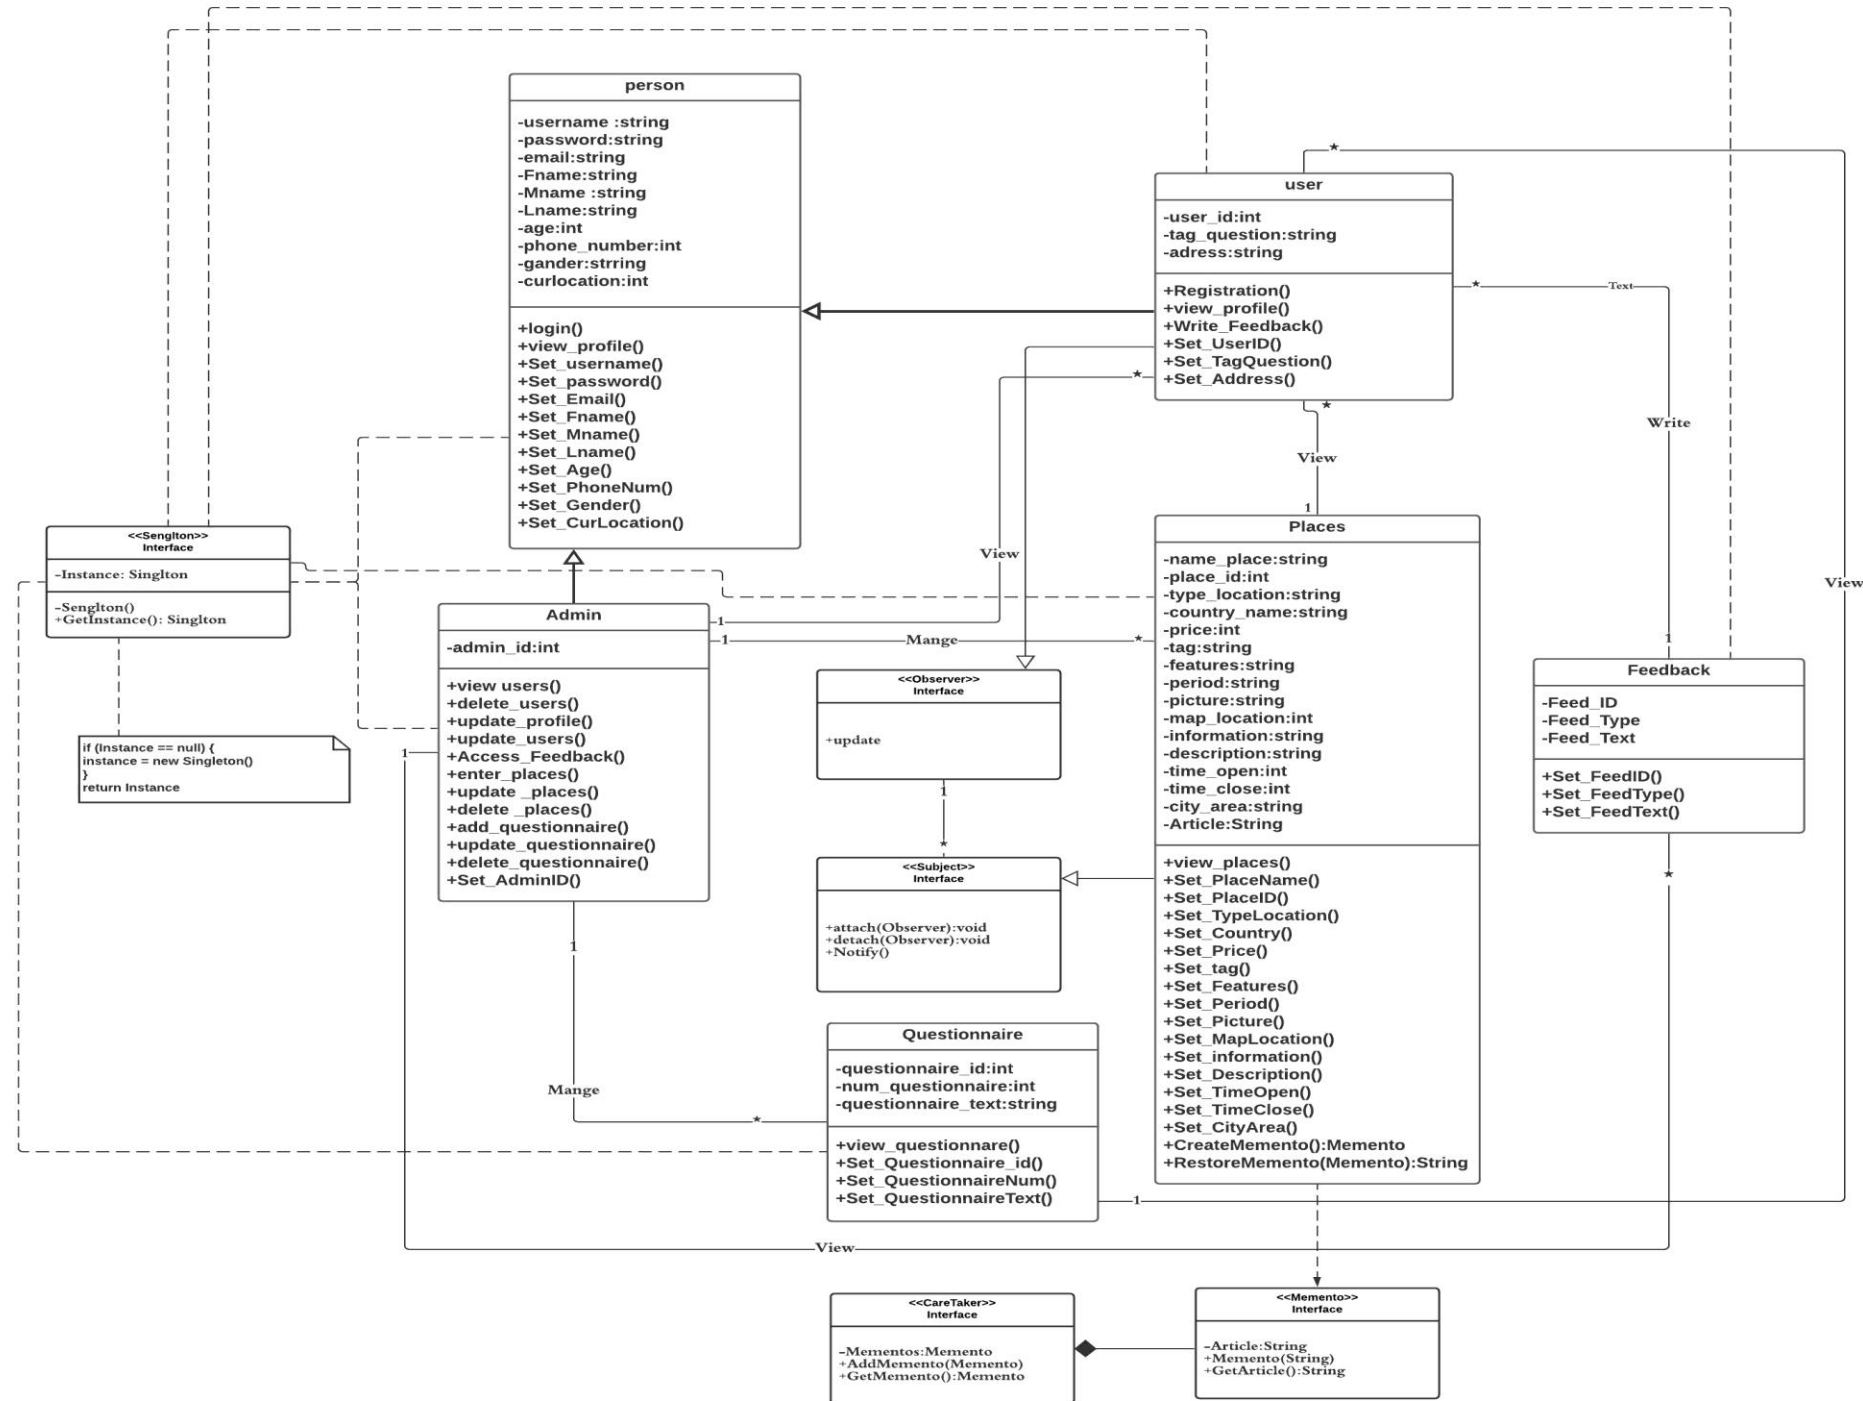 person
-username :string
-password:string
-email:string
-Fname:string
-Mname :string
-Lname:string
-age:int
-phone_number:int
-gander:strring
-curlocation:int
+login()
+view_profile()
+Set_username()
+Set_password()
+Set_Email()
+Set_Fname()
+Set_Mname()
+Set_Lname()
+Set_Age()
+Set_PhoneNum()
+Set_Gender()
+Set_CurLocation()
*
user
-user_id:int
-tag_question:string
-adress:string
+Registration()
+view_profile()
+Write_Feedback()
+Set_UserID()
+Set_TagQuestion()
+Set_Address()
*
Text
*
*
Write
View
1
View
View
<<Senglton>>
Interface
-Instance: Singlton
-Senglton()
+GetInstance(): Singlton
if (Instance == null) {
instance = new Singleton()
}
return Instance
Admin
-admin_id:int
+view users()
+delete_users()
+update_profile()
+update_users()
+Access_Feedback()
+enter_places()
+update _places()
+delete _places()
+add_questionnaire()
+update_questionnaire()
+delete_questionnaire()
+Set_AdminID()
1
1
Mange
*
1
1
Mange
*
<<Observer>>
Interface
+update
1
*
<<Subject>>
Interface
+attach(Observer):void
+detach(Observer):void
+Notify()
Places
-name_place:string
-place_id:int
-type_location:string
-country_name:string
-price:int
-tag:string
-features:string
-period:string
-picture:string
-map_location:int
-information:string
-description:string
-time_open:int
-time_close:int
-city_area:string
-Article:String
+view_places()
+Set_PlaceName()
+Set_PlaceID()
+Set_TypeLocation()
+Set_Country()
+Set_Price()
+Set_tag()
+Set_Features()
+Set_Period()
+Set_Picture()
+Set_MapLocation()
+Set_information()
+Set_Description()
+Set_TimeOpen()
+Set_TimeClose()
+Set_CityArea()
+CreateMemento():Memento
+RestoreMemento(Memento):String
1
Feedback
-Feed_ID
-Feed_Type
-Feed_Text
+Set_FeedID()
+Set_FeedType()
+Set_FeedText()
*
Questionnaire
-questionnaire_id:int
-num_questionnaire:int
-questionnaire_text:string
+view_questionnare()
+Set_Questionnaire_id()
+Set_QuestionnaireNum()
+Set_QuestionnaireText()
1
View
<<CareTaker>>
Interface
-Mementos:Memento
+AddMemento(Memento)
+GetMemento():Memento
<<Memento>>
Interface
-Article:String
+Memento(String)
+GetArticle():String